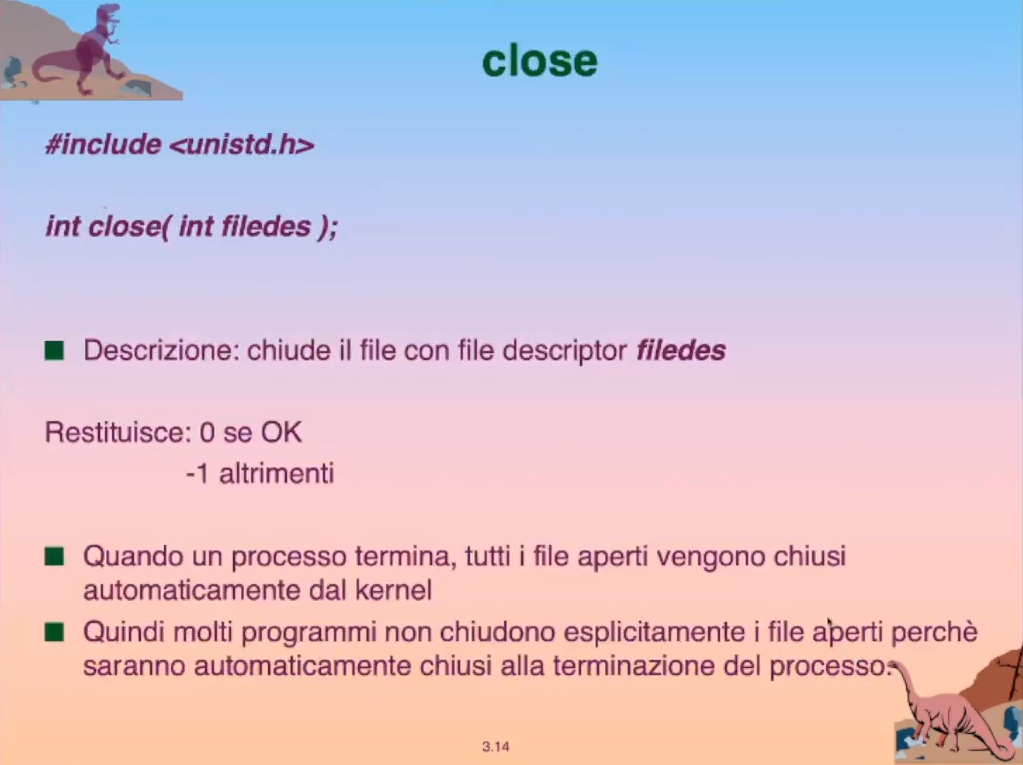 close
#include <unistd.h>
int close( int filedes );
Descrizione: chiude il file con file descriptor filedes
Restituisce: 0 se OK
-1 altrimenti
Quando un processo termina, tutti i file aperti vengono chiusi
automaticamente dal kernel
Quindi molti programmi non chiudono esplicitamente i file aperti perchè
saranno automaticamente chiusi alla terminazione del processo.
3.14